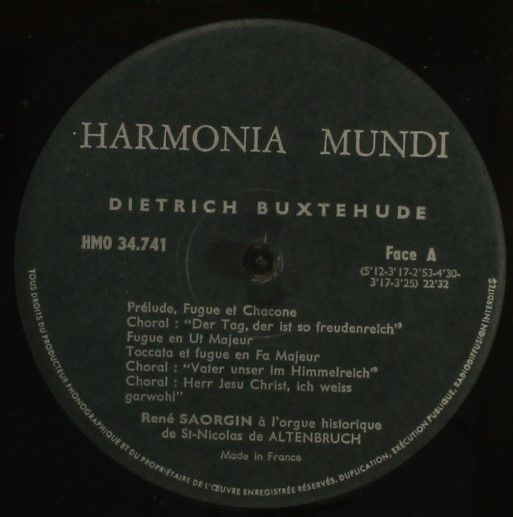 HARMONIA MUNDI
DIETRICH BUXTEHUDE
HMO 34.741
Face A
(5'12-3'17-2'53-4'30-
3'17-3'25) 22'32
Prélude, Fugue et Chacone
Choral : "Der Tag, der ist so freudenreich"
Fugue en Ut Majeur
Toccata et fugue en Fa Majeur
Choral : "Vater unser im Himmelreich"
Choral : Herr Jesu Christ, ich weiss
garwohl"
René SAORGIN à l'orgue historique
de St-Nicolas de ALTENBRUCH
Made in France
TOUS DROITS DU PRODUCTEUR PHONOGRAPHIQUE ET DU PROPRIÉTAIRE DE L'ŒUVRE ENREGISTRÉE RÉSERVÉS. DUPLICATION, EXÉCUTION PUBLIQUE, RADIODIFFUSION INTERDITES